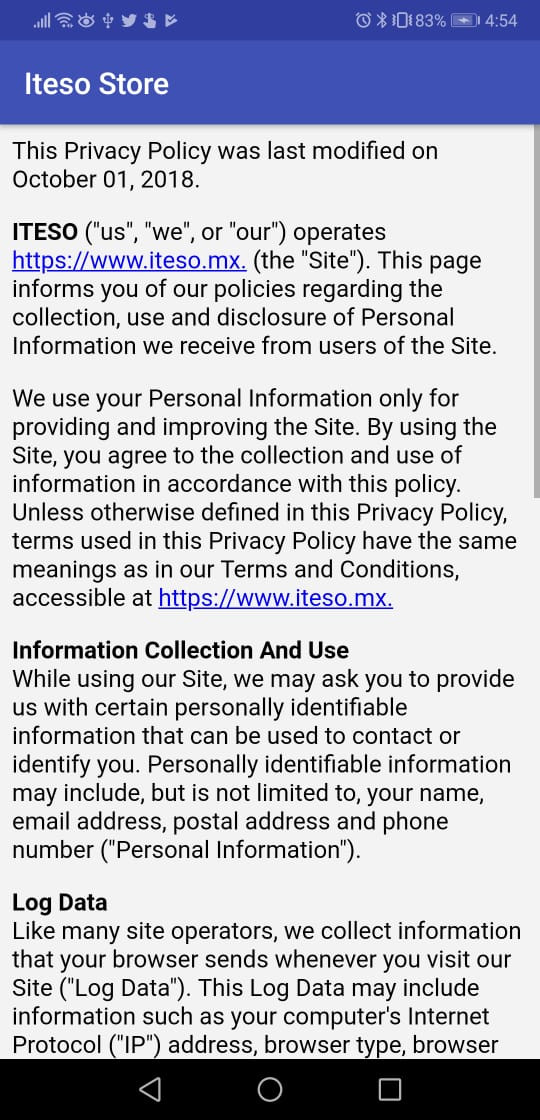 83% 4:54
Iteso Store
This Privacy Policy was last modified on
October 01, 2018.
ITESO ("us", "we", or "our") operates
https://www.iteso.mx. (the "Site"). This page
informs you of our policies regarding the
collection, use and disclosure of Personal
Information we receive from users of the Site.
We use your Personal Information only for
providing and improving the Site. By using the
Site, you agree to the collection and use of
information in accordance with this policy.
Unless otherwise defined in this Privacy Policy,
terms used in this Privacy Policy have the same
meanings as in our Terms and Conditions,
accessible at https://www.iteso.mx.
Information Collection And Use
While using our Site, we may ask you to provide
us with certain personally identifiable
information that can be used to contact or
identify you. Personally identifiable information
may include, but is not limited to, your name,
email address, postal address and phone
number ("Personal Information").
Log Data
Like many site operators, we collect information
that your browser sends whenever you visit our
Site ("Log Data"). This Log Data may include
information such as your computer's Internet
Protocol ("IP") address, browser type, browser